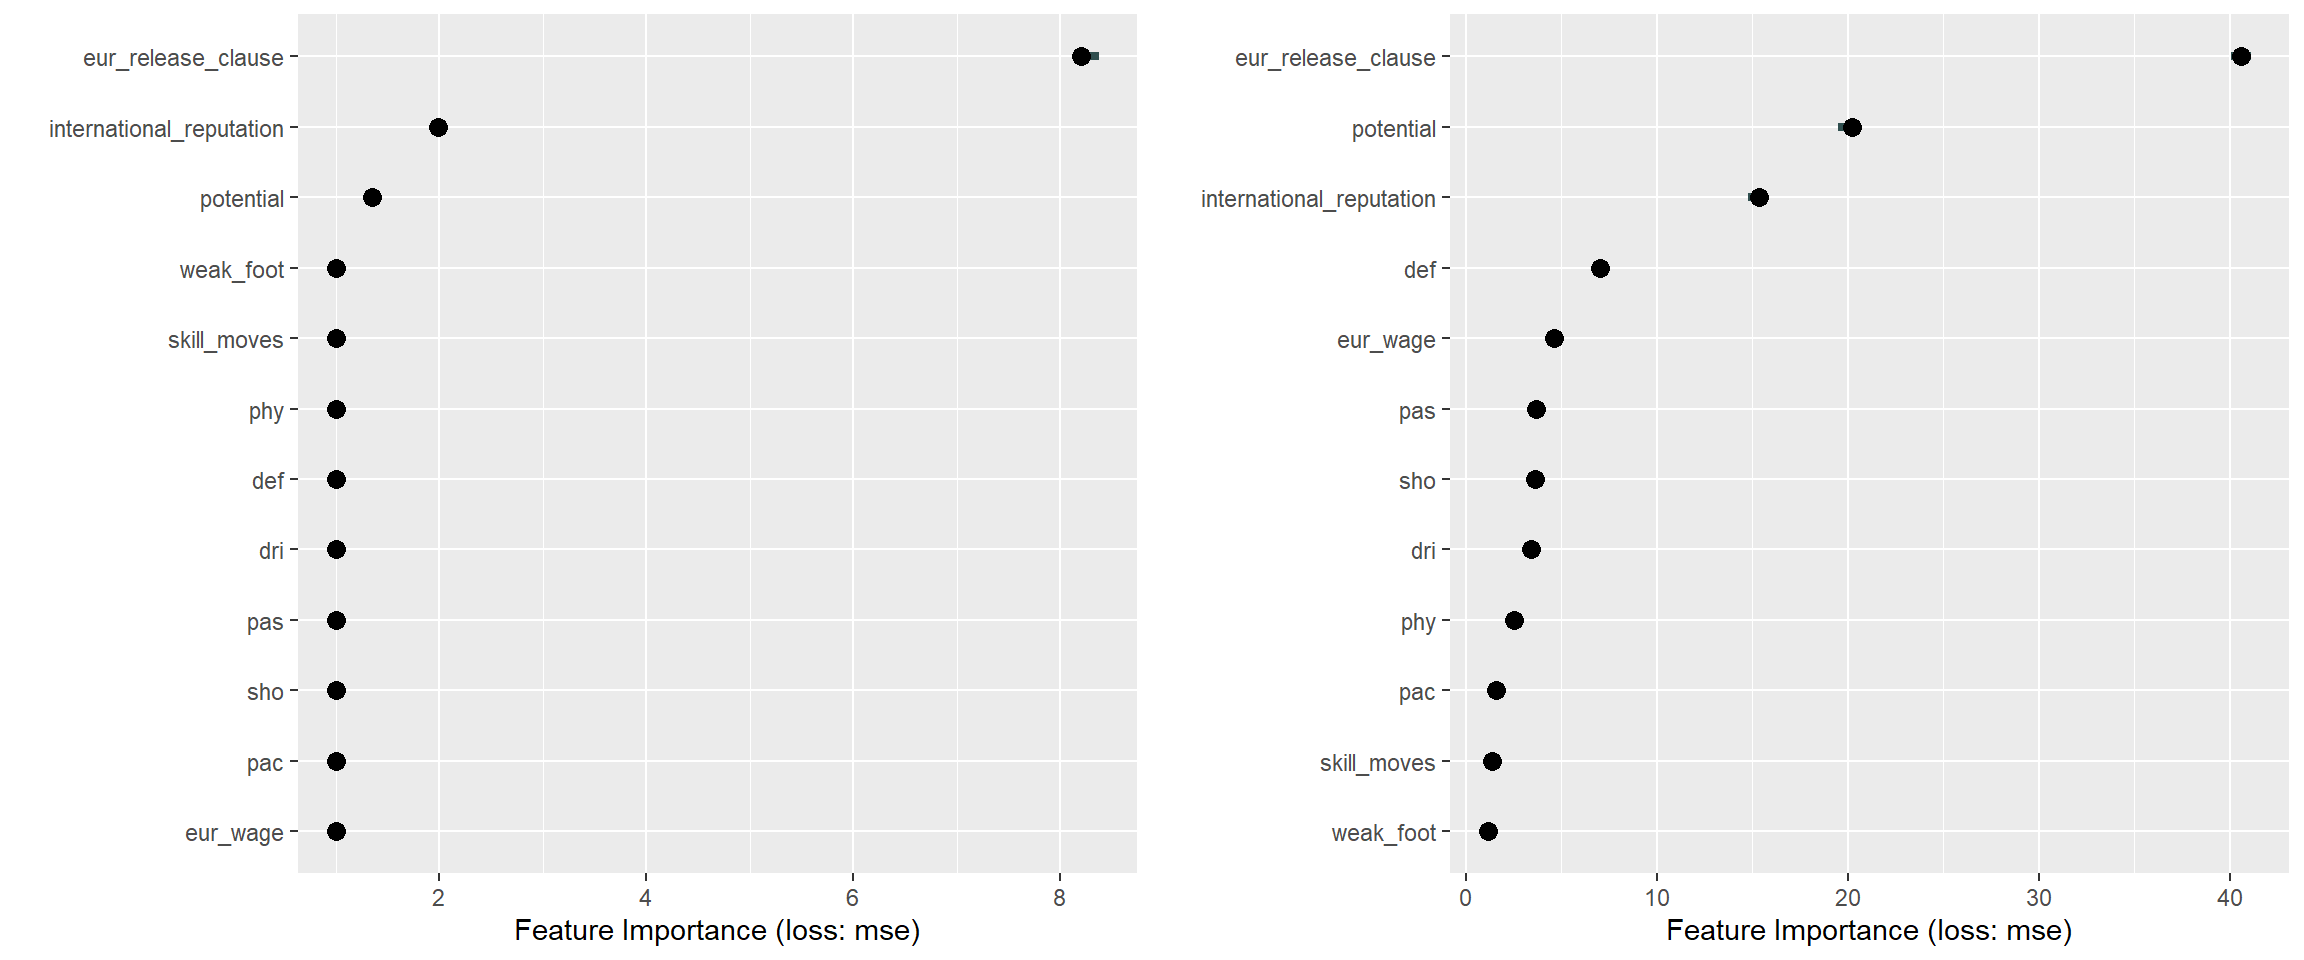 eur_release_clause
international_reputation
potential
weak_foot
skill_moves
phy
def
dri
pas
sho
pac
eur_wage
2 4 6 8
Feature Importance (loss: mse)
eur_release_clause
potential
international_reputation
def
eur_wage
pas
sho
dri
phy
pac
skill_moves
weak_foot
0 10 20 30 40
Feature Importance (loss: mse)